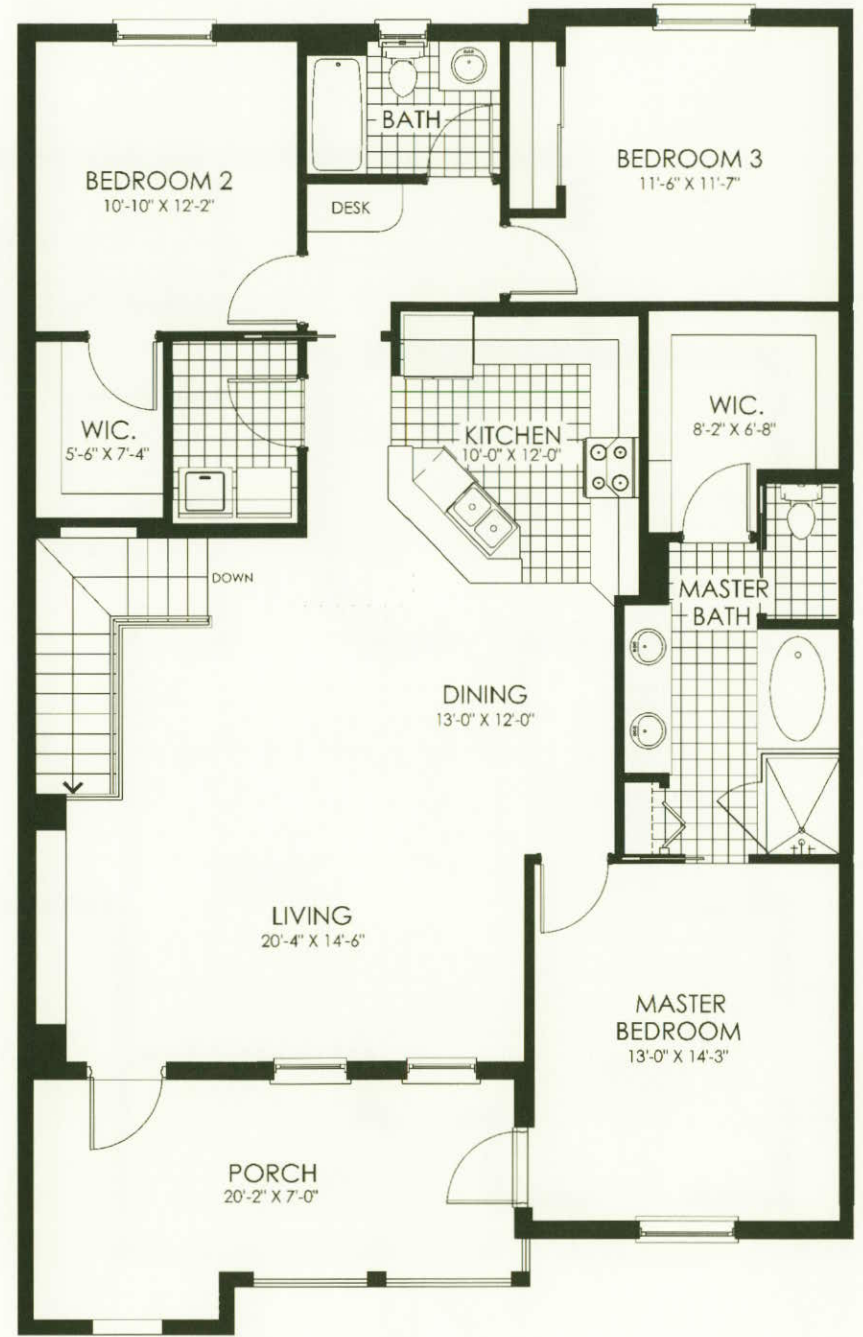 BATH
BEDROOM 3
11'-6" X 11'-7"
BEDROOM 2
10'-10" X 12'-2"
DESK
WIC.
8'-2" X 6'-8"
WIC.
5'-6" X 7'-4"
KITCHEN
10'-0" X 12'-0"
DOWN
MASTER
BATH
DINING
13'-0" X 12'-0"
LIVING
20'-4" X 14'-6"
MASTER
BEDROOM
13'-0" X 14'-3"
PORCH
20'-2" X 7'-0"